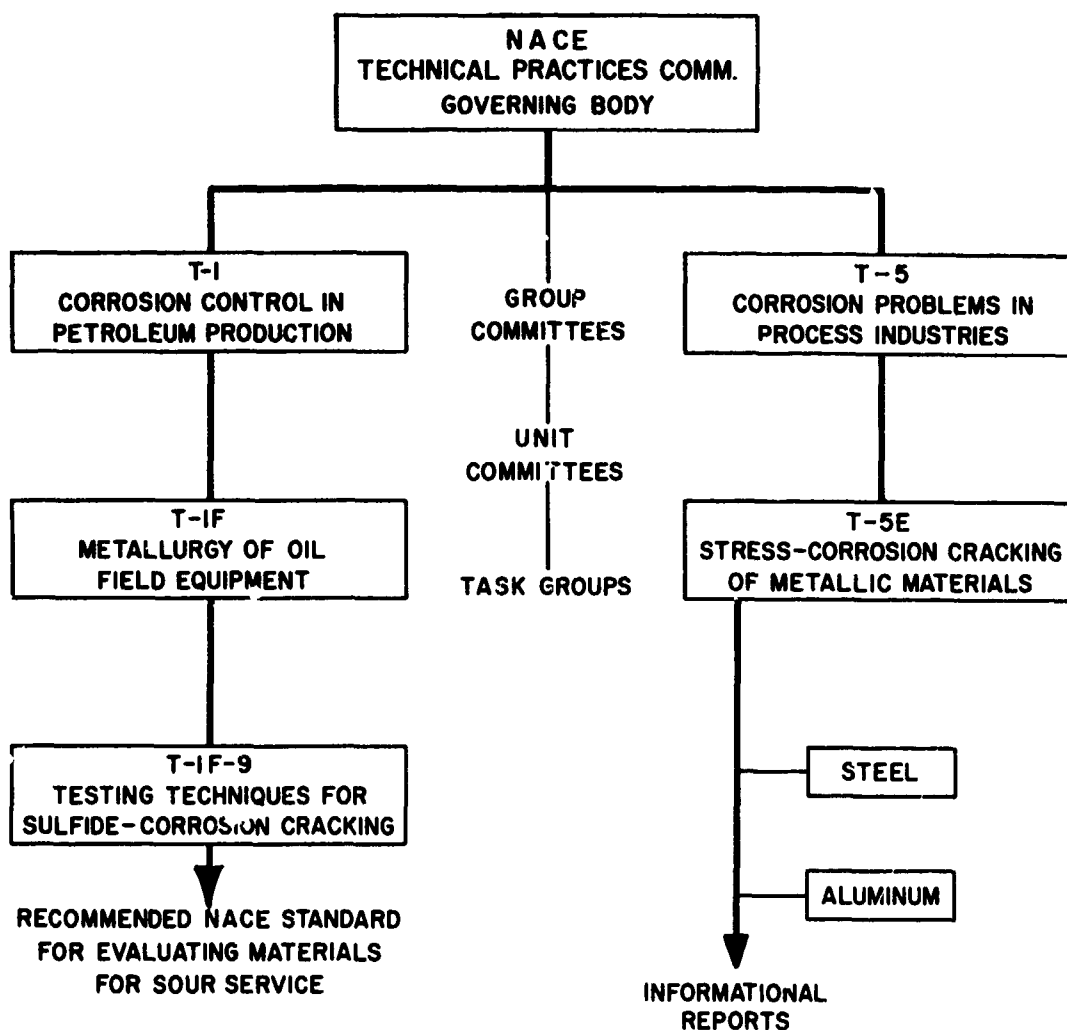 NACE
TECHNICAL PRACTICES COMM.
GOVERNING BODY
T-1
CORROSION CONTROL IN
PETROLEUM PRODUCTION
GROUP
COMMITTEES
T-5
CORROSION PROBLEMS IN
PROCESS INDUSTRIES
UNIT
COMMITTEES
T-1F
METALLURGY OF OIL
FIELD EQUIPMENT
TASK GROUPS
T-5E
STRESS-CORROSION CRACKING
OF METALLIC MATERIALS
T-1F-9
TESTING TECHNIQUES FOR
SULFIDE-CORROSION CRACKING
STEEL
ALUMINUM
RECOMMENDED NACE STANDARD
FOR EVALUATING MATERIALS
FOR SOUR SERVICE
INFORMATIONAL
REPORTS